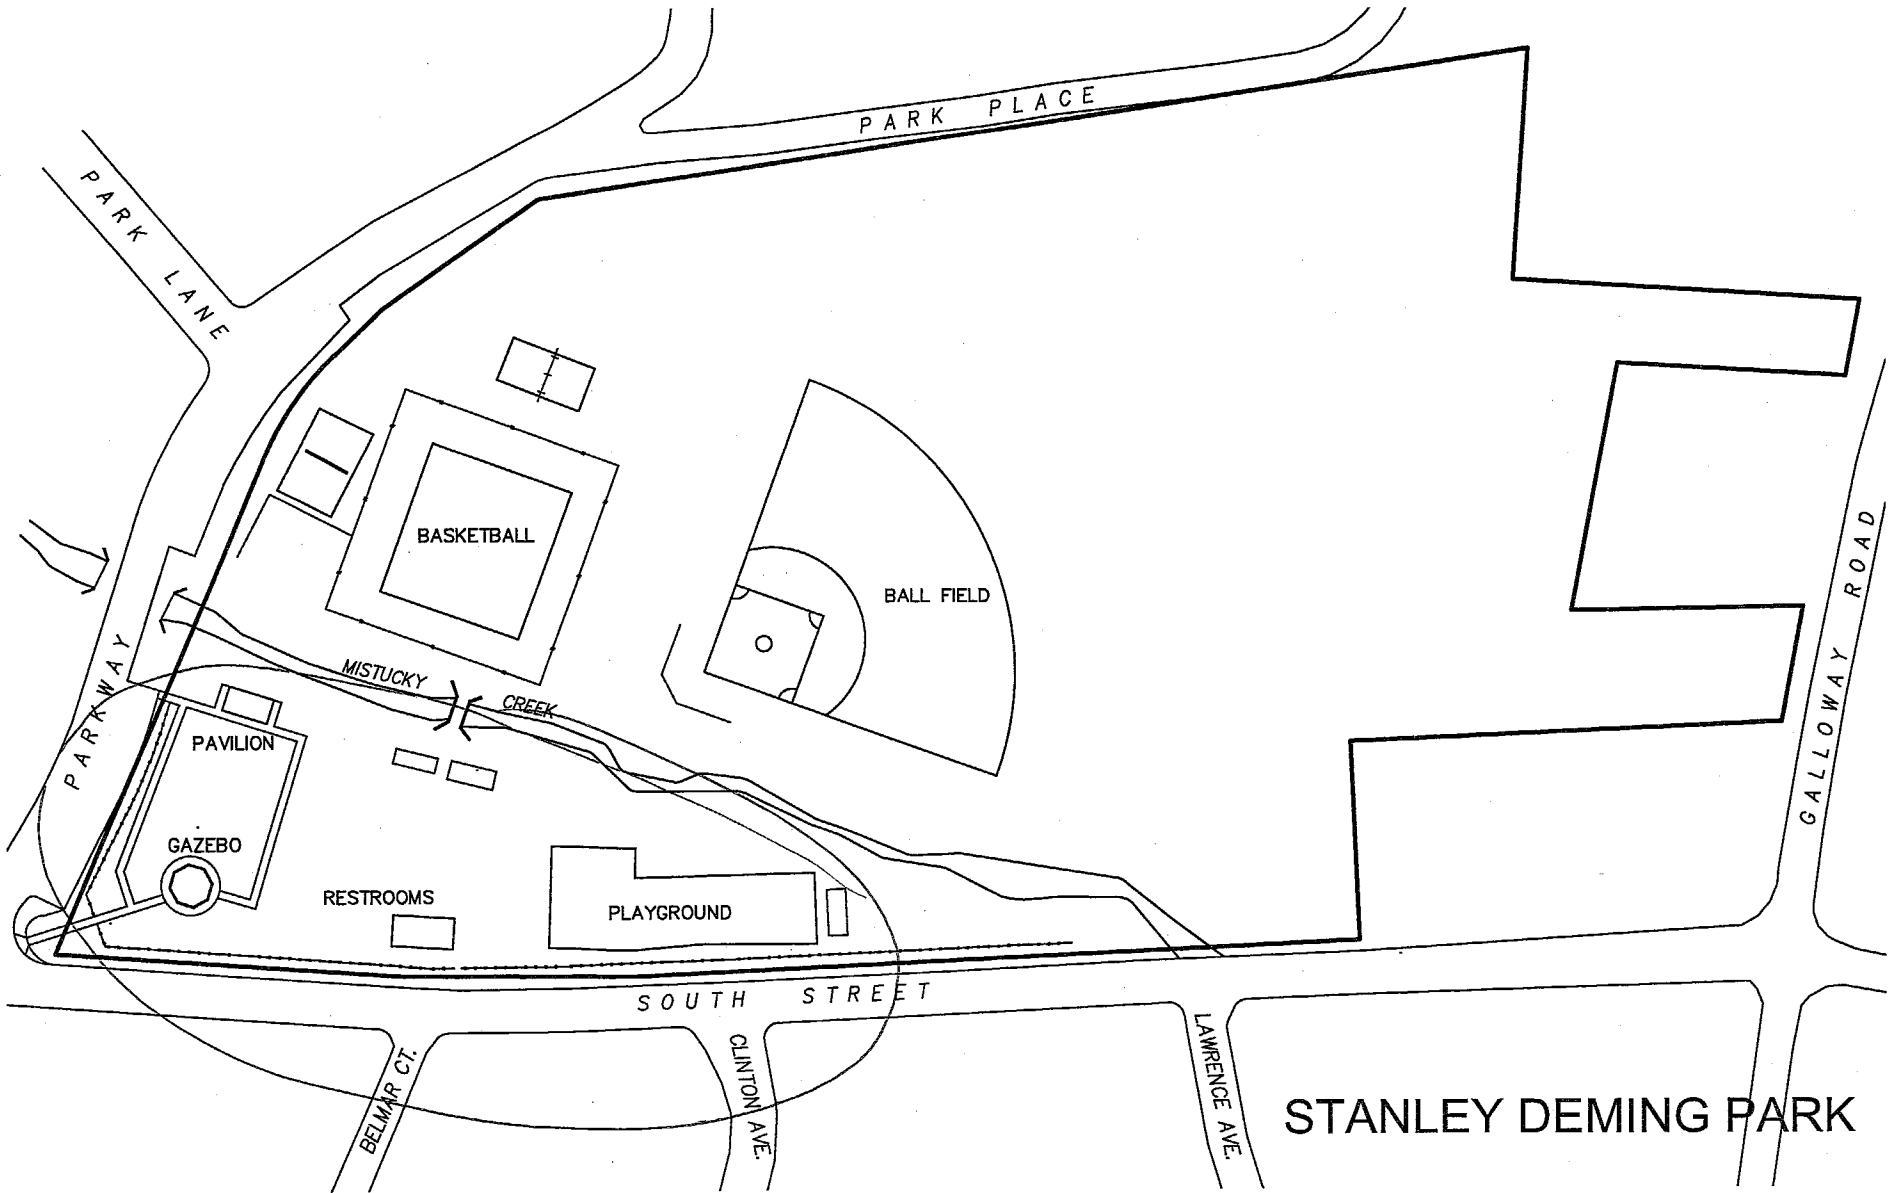 PARK PLACE
PARK LANE
BASKETBALL
BALL FIELD
GALLOWAY ROAD
PARKWAY
MISTUCKY
CREEK
PAVILION
GAZEBO
RESTROOMS
PLAYGROUND
SOUTH STREET
BELMAR CT.
CLINTON AVE.
LAWRENCE AVE.
STANLEY DEMING PARK